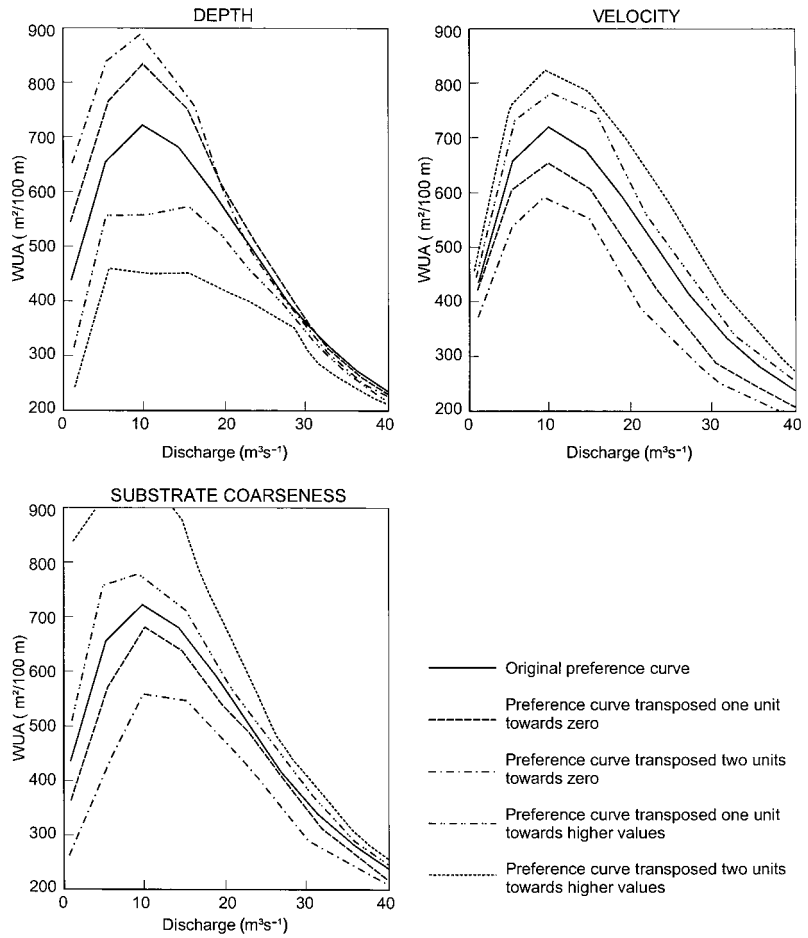 DEPTH
900
800
700
600
500
400
300
200
WUA ( m²/100 m)
0
10
20
30
40
Discharge (m³s⁻¹)
VELOCITY
900
800
700
600
500
400
300
200
WUA ( m²/100 m)
0
10
20
30
40
Discharge (m³s⁻¹)
SUBSTRATE COARSENESS
900
800
700
600
500
400
300
200
WUA ( m²/100 m)
0
10
20
30
40
Discharge (m³s⁻¹)
Original preference curve
Preference curve transposed one unit
towards zero
Preference curve transposed two units
towards zero
Preference curve transposed one unit
towards higher values
Preference curve transposed two units
towards higher values